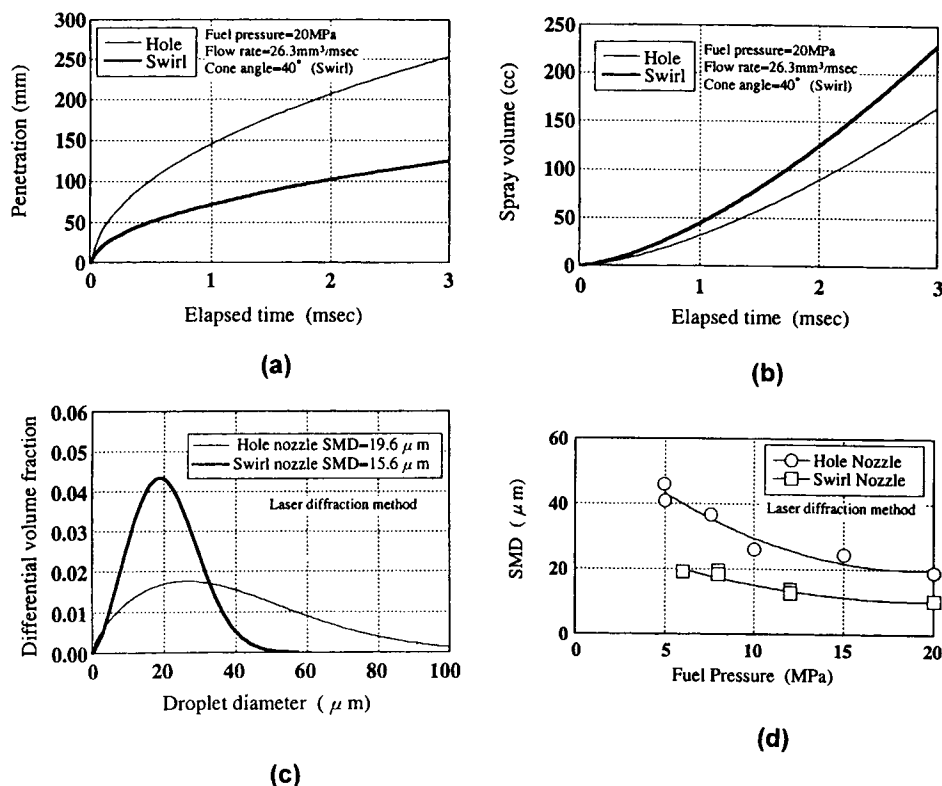 300
250
200
150
100
50
0
Penetration (mm)
Hole
Swirl
Fuel pressure=20MPa
Flow rate=26.3mm³/msec
Cone angle=40° (Swirl)
0 1 2 3
Elapsed time (msec)
(a)
250
200
150
100
50
0
Spray volume (cc)
Hole
Swirl
Fuel pressure=20MPa
Flow rate=26.3mm³/msec
Cone angle=40° (Swirl)
0 1 2 3
Elapsed time (msec)
(b)
0.06
0.05
0.04
0.03
0.02
0.01
0.00
Differential volume fraction
Hole nozzle SMD=19.6 μm
Swirl nozzle SMD=15.6 μm
Laser diffraction method
0 20 40 60 80 100
Droplet diameter (μm)
(c)
60
40
20
0
SMD (μm)
Hole Nozzle
Swirl Nozzle
Laser diffraction method
5 10 15 20
Fuel Pressure (MPa)
(d)